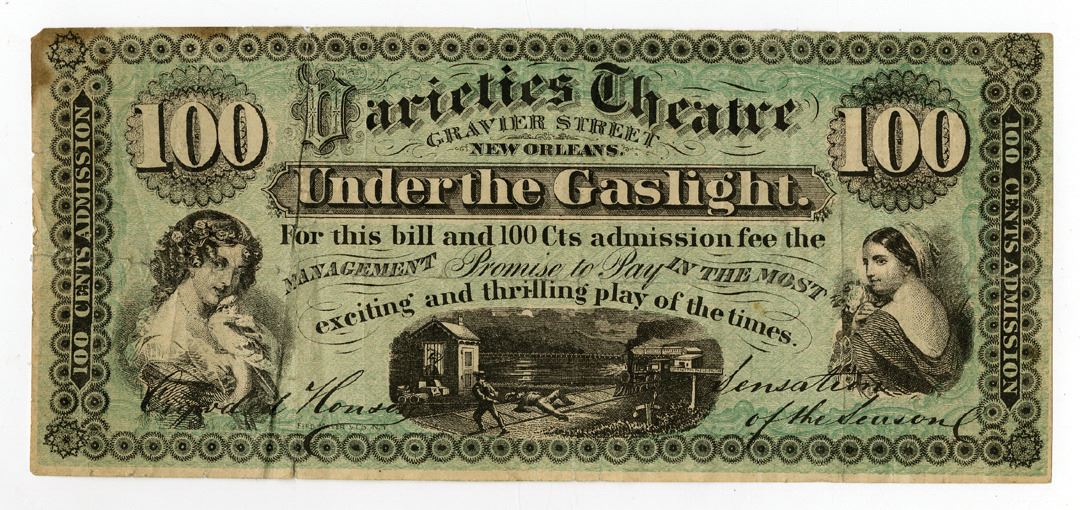 100 CENTS ADMISSION
100
Varieties Theatre
GRAVIER STREET
NEW ORLEANS.
100
100 CENTS ADMISSION
Under the Gaslight.
For this bill and 100 Cts admission fee the
MANAGEMENT Promise to Pay IN THE MOST
exciting and thrilling play of the times.
Crowded Houses
Sensation
of the Season